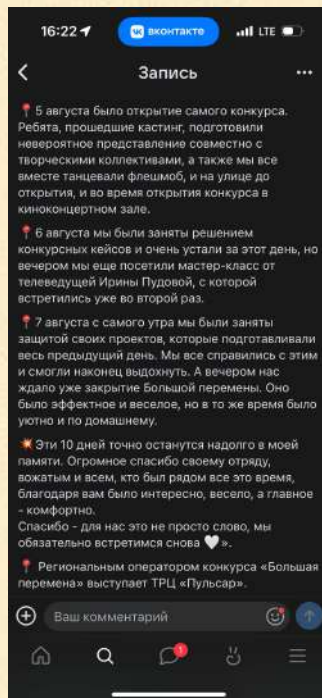 16:22
вконтакте
LTE
Запись
5 августа было открытие самого конкурса.
Ребята, прошедшие кастинг, подготовили
невероятное представление совместно с
творческими коллективами, а также мы все
вместе танцевали флешмоб, и на улице до
открытия, и во время открытия конкурса в
киноконцертном зале.
6 августа мы были заняты решением
конкурсных кейсов и очень устали за этот день, но
вечером мы еще посетили мастер-класс от
телеведущей Ирины Пудовой, с которой
встретились уже во второй раз.
7 августа с самого утра мы были заняты
защитой своих проектов, которые подготавливали
весь предыдущий день. Мы все справились с этим
и смогли наконец выдохнуть. А вечером нас
ждало уже закрытие Большой перемены. Оно
было эффектное и веселое, но в то же время было
уютно и по домашнему.
Эти 10 дней точно останутся надолго в моей
памяти. Огромное спасибо своему отряду,
вожатым и всем, кто был рядом все это время,
благодаря вам было интересно, весело, а главное
- комфортно.
Спасибо - для нас это не просто слово, мы
обязательно встретимся снова 🤍».
Региональным оператором конкурса «Большая
перемена» выступает ТРЦ «Пульсар».
Ваш комментарий
1